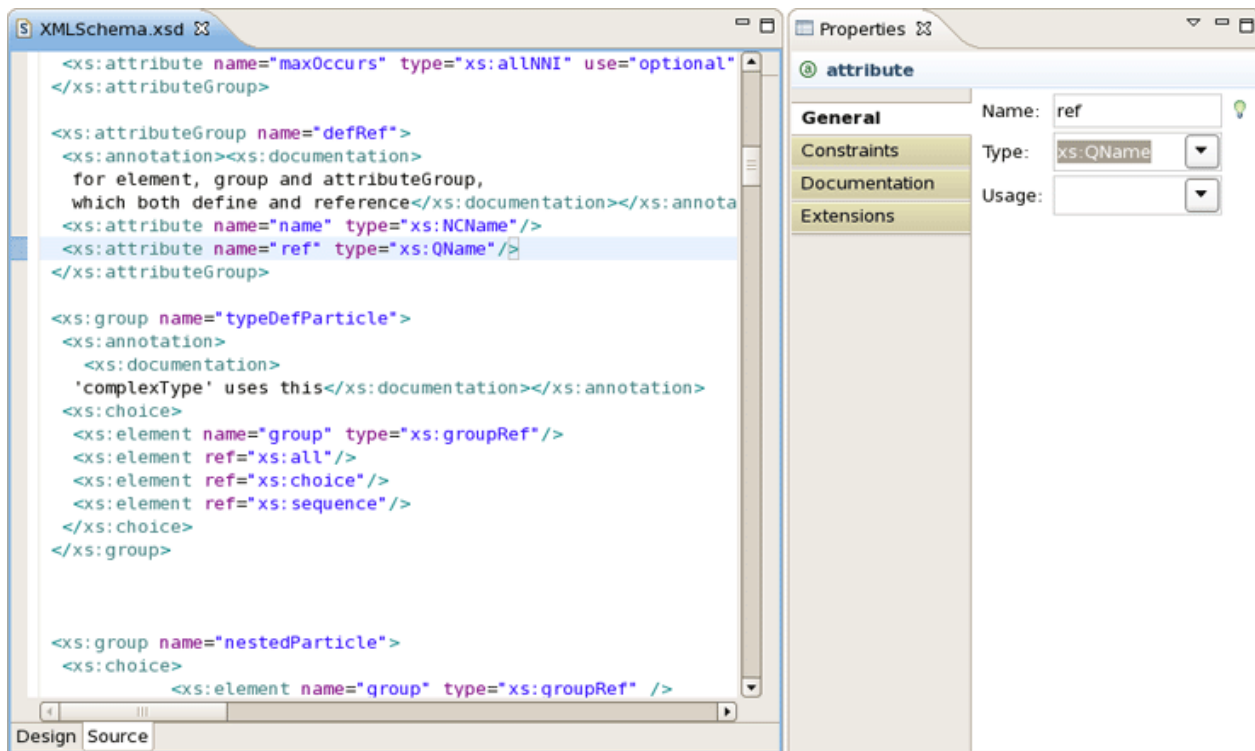 XMLSchema.xsd
<xs:attribute name="maxOccurs" type="xs:allNNI" use="optional"
</xs:attributeGroup>
<xs:attributeGroup name="defRef">
<xs:annotation><xs:documentation>
for element, group and attributeGroup,
which both define and reference</xs:documentation></xs:annota
<xs:attribute name="name" type="xs:NCName"/>
<xs:attribute name="ref" type="xs:QName"/>
</xs:attributeGroup>
<xs:group name="typeDefParticle">
<xs:annotation>
<xs:documentation>
'complexType' uses this</xs:documentation></xs:annotation>
<xs:choice>
<xs:element name="group" type="xs:groupRef"/>
<xs:element ref="xs:all"/>
<xs:element ref="xs:choice"/>
<xs:element ref="xs:sequence"/>
</xs:choice>
</xs:group>
<xs:group name="nestedParticle">
<xs:choice>
<xs:element name="group" type="xs:groupRef" />
Design Source
Properties
attribute
General
Constraints
Documentation
Extensions
Name: ref
Type: xs:QName
Usage: